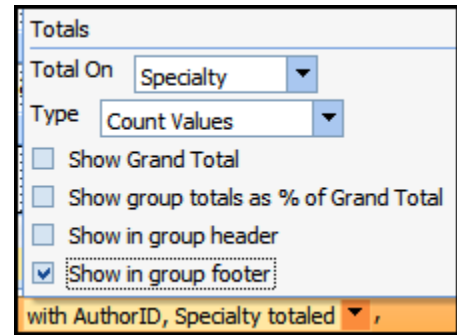 Totals
Total On Specialty
Type Count Values
Show Grand Total
Show group totals as % of Grand Total
Show in group header
Show in group footer
with AuthorID, Specialty totaled ,